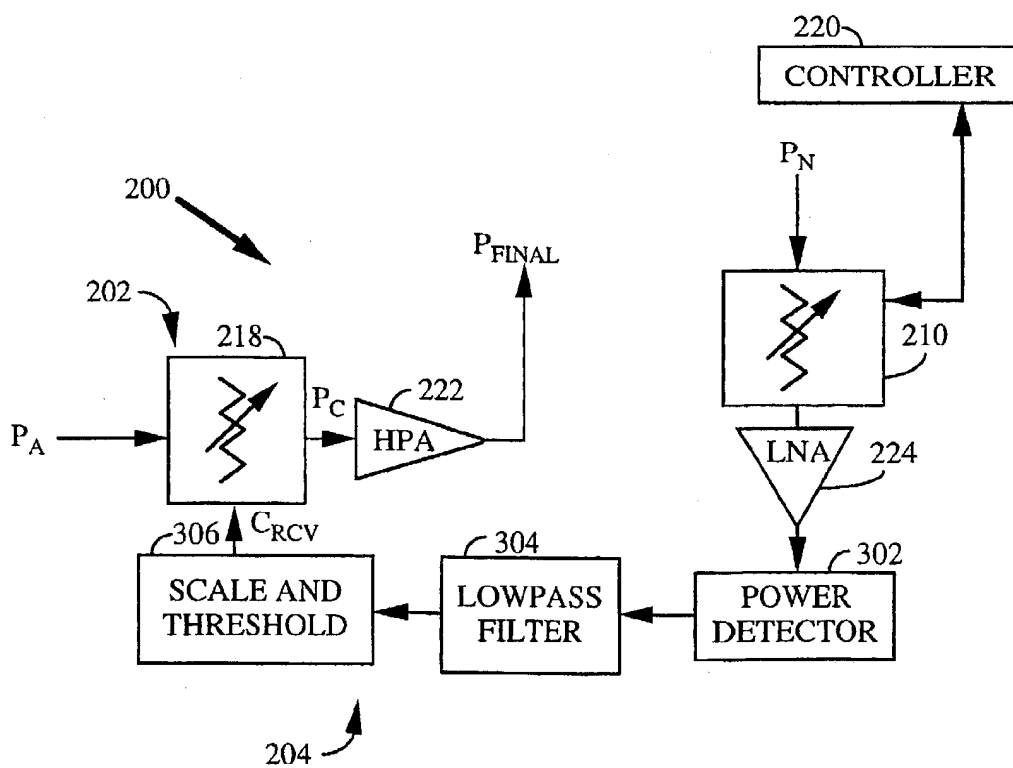 220
CONTROLLER
P_N
200
P_FINAL
202
218
210
P_C
222
P_A
HPA
LNA
224
C_RCV
306
304
302
SCALE AND
THRESHOLD
LOWPASS
FILTER
POWER
DETECTOR
204